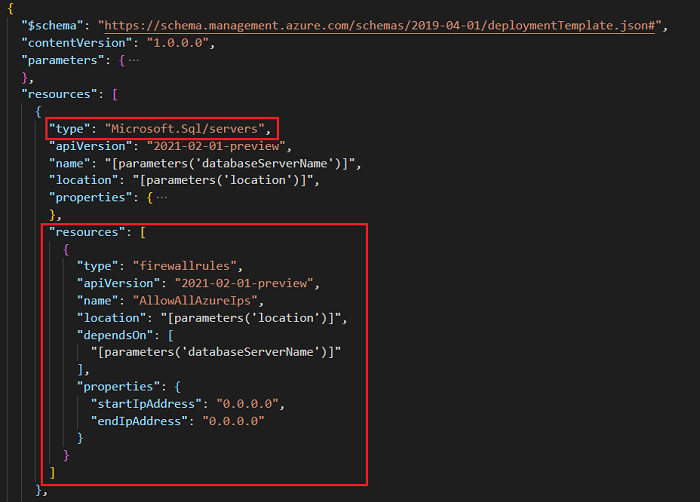 {
"$schema": "https://schema.management.azure.com/schemas/2019-04-01/deploymentTemplate.json#",
"contentVersion": "1.0.0.0",
"parameters": {···
},
"resources": [
{
"type": "Microsoft.Sql/servers",
"apiVersion": "2021-02-01-preview",
"name": "[parameters('databaseServerName')]",
"location": "[parameters('location')]",
"properties": {···
},
"resources": [
{
"type": "firewallrules",
"apiVersion": "2021-02-01-preview",
"name": "AllowAllAzureIps",
"location": "[parameters('location')]",
"dependsOn": [
"[parameters('databaseServerName')]"
],
"properties": {
"startIpAddress": "0.0.0.0",
"endIpAddress": "0.0.0.0"
}
}
]
},